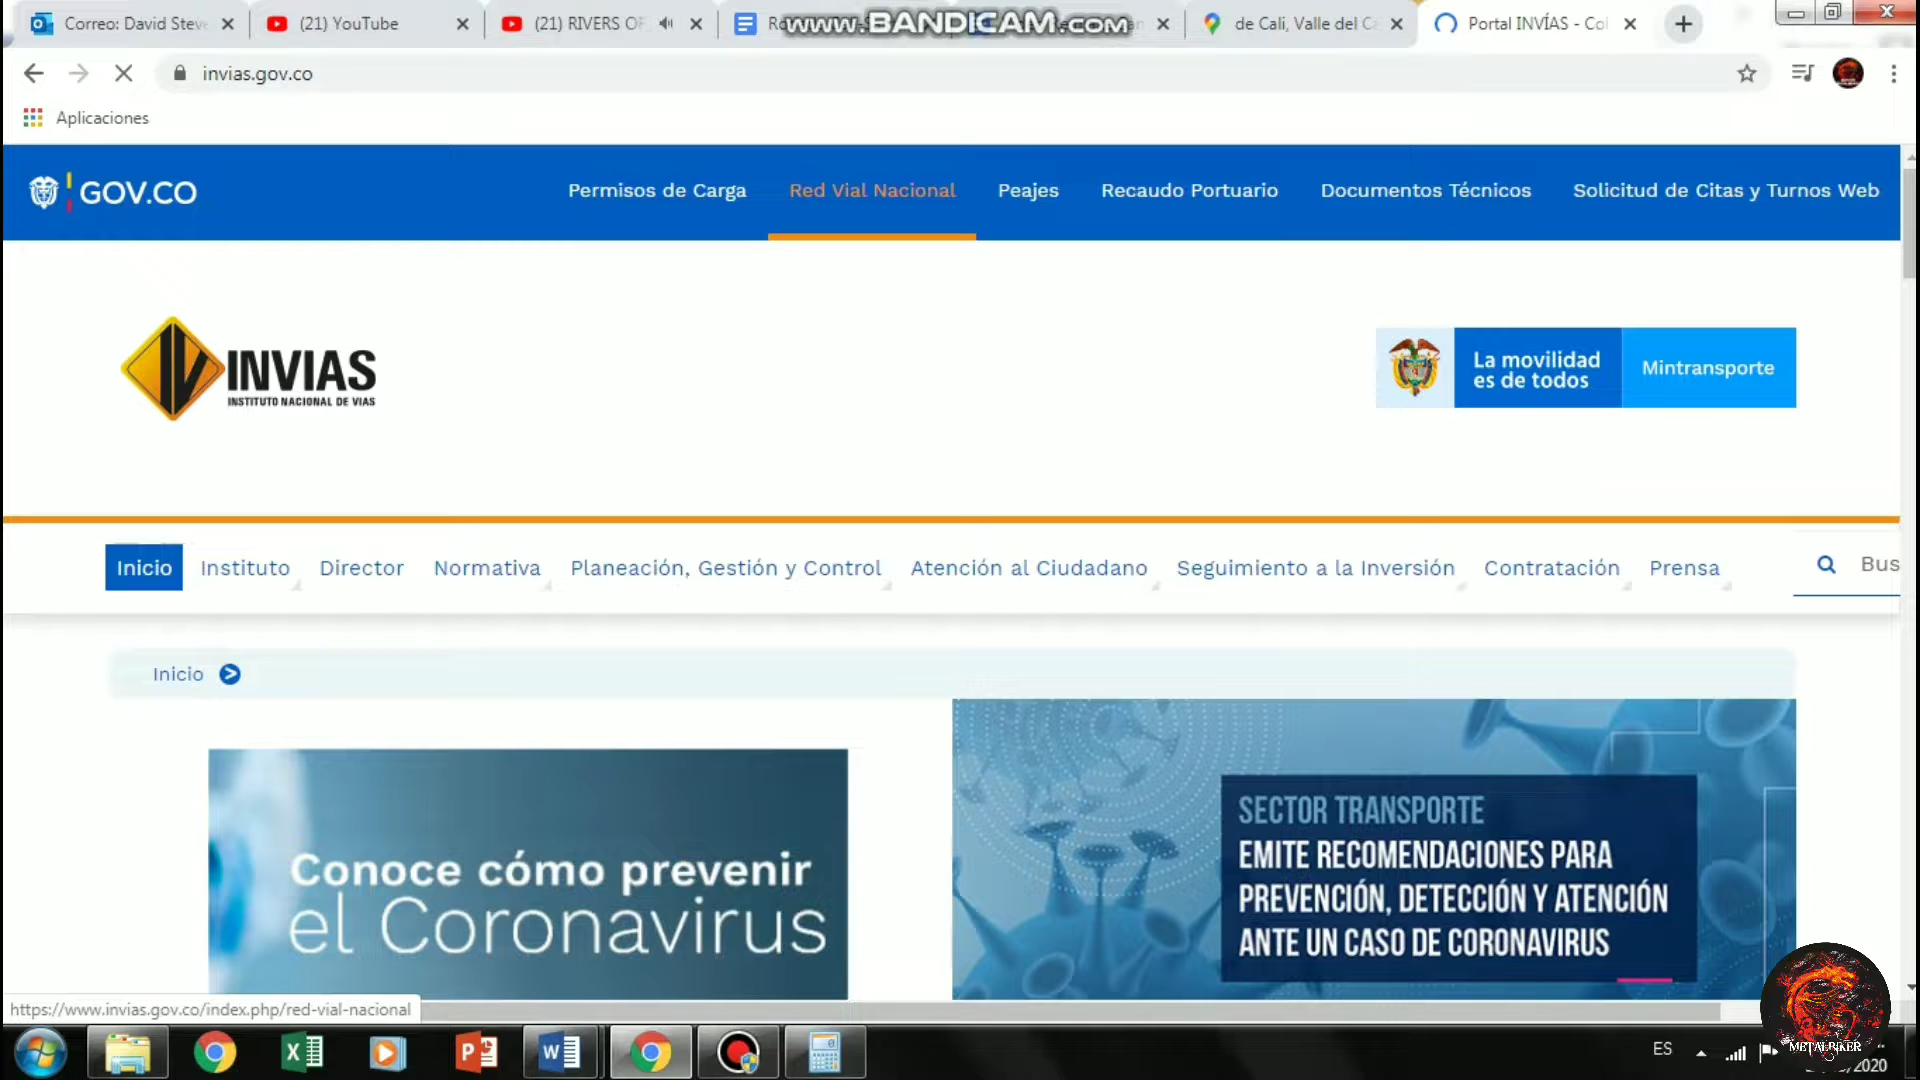 Correo: David Steve
(21) YouTube
(21) RIVERS OF
www.BANDICAM.com
de Cali, Valle del Ca
Portal INVÍAS - Col
invias.gov.co
Aplicaciones
GOV.CO
Permisos de Carga
Red Vial Nacional
Peajes
Recaudo Portuario
Documentos Técnicos
Solicitud de Citas y Turnos Web
INVIAS
INSTITUTO NACIONAL DE VIAS
La movilidad
es de todos
Mintransporte
Inicio
Instituto
Director
Normativa
Planeación, Gestión y Control
Atención al Ciudadano
Seguimiento a la Inversión
Contratación
Prensa
Bus
Inicio
Conoce cómo prevenir
el Coronavirus
SECTOR TRANSPORTE
EMITE RECOMENDACIONES PARA
PREVENCIÓN, DETECCIÓN Y ATENCIÓN
ANTE UN CASO DE CORONAVIRUS
https://www.invias.gov.co/index.php/red-vial-nacional
ES
METALBIKER
/2020